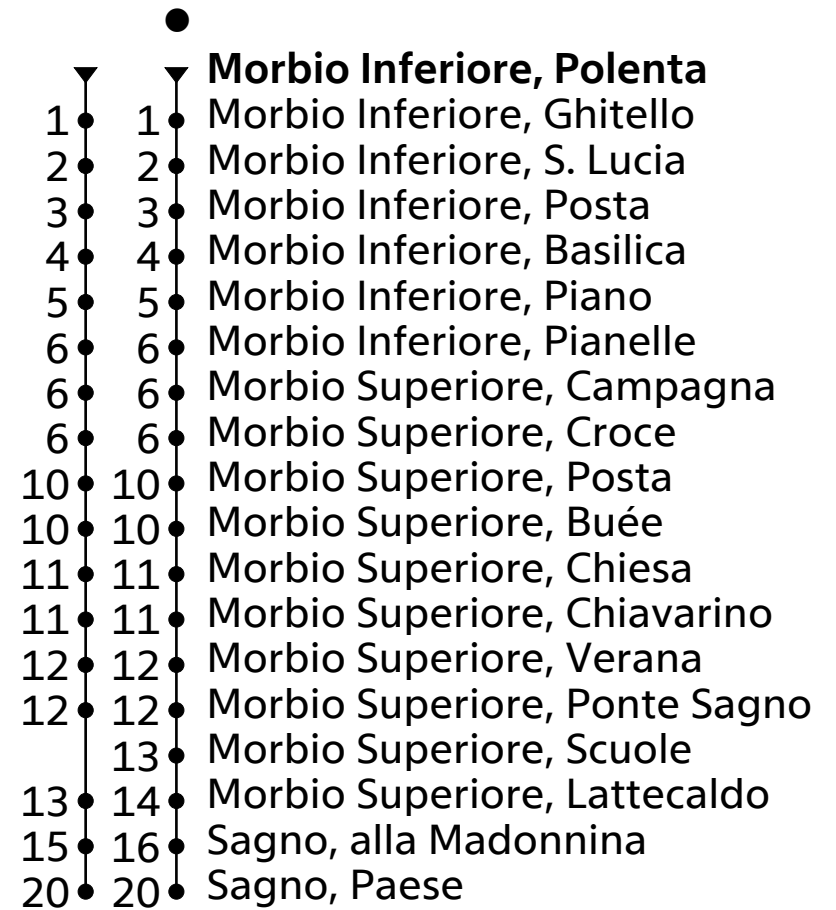 ●
Morbio Inferiore, Polenta
1 1 Morbio Inferiore, Ghitello
2 2 Morbio Inferiore, S. Lucia
3 3 Morbio Inferiore, Posta
4 4 Morbio Inferiore, Basilica
5 5 Morbio Inferiore, Piano
6 6 Morbio Inferiore, Pianelle
6 6 Morbio Superiore, Campagna
6 6 Morbio Superiore, Croce
10 10 Morbio Superiore, Posta
10 10 Morbio Superiore, Buée
11 11 Morbio Superiore, Chiesa
11 11 Morbio Superiore, Chiavarino
12 12 Morbio Superiore, Verana
12 12 Morbio Superiore, Ponte Sagno
13 Morbio Superiore, Scuole
13 14 Morbio Superiore, Lattecaldo
15 16 Sagno, alla Madonnina
20 20 Sagno, Paese